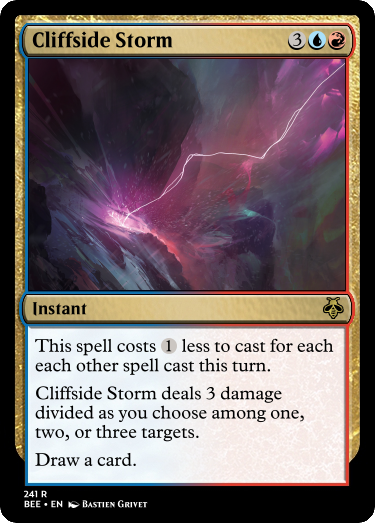 Cliffside Storm 3
Instant
This spell costs 1 less to cast for each
each other spell cast this turn.
Cliffside Storm deals 3 damage
divided as you choose among one,
two, or three targets.
Draw a card.
241 R
BEE • EN Bastien Grivet